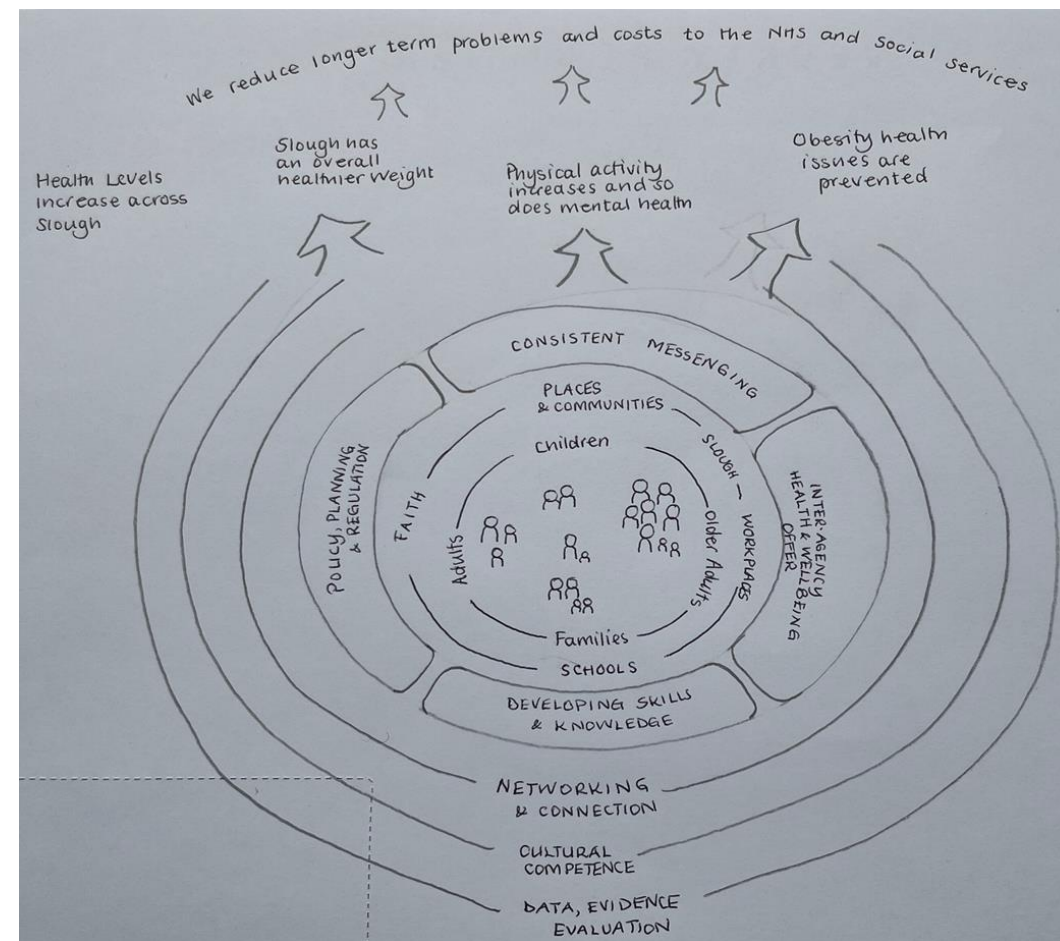 We reduce longer term problems and costs to the NHS and Social services
Health Levels
increase across
Slough
Slough has
an overall
healthier weight
Physical activity
increases and so
does mental health
Obesity health
issues are
prevented
CONSISTENT MESSENGING
POLICY, PLANNING
& REGULATION
INTER-AGENCY
HEALTH & WELLBEING
OFFER
DEVELOPING SKILLS
& KNOWLEDGE
PLACES
& COMMUNITIES
FAITH
SLOUGH - WORKPLACES
SCHOOLS
Children
Adults
Older Adults
Families
NETWORKING
& CONNECTION
CULTURAL
COMPETENCE
DATA, EVIDENCE
EVALUATION